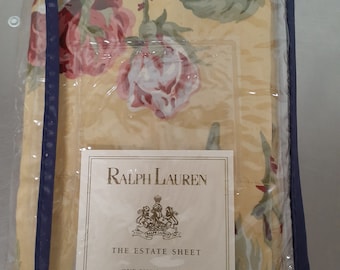 RALPH LAUREN
THE ESTATE SHEET